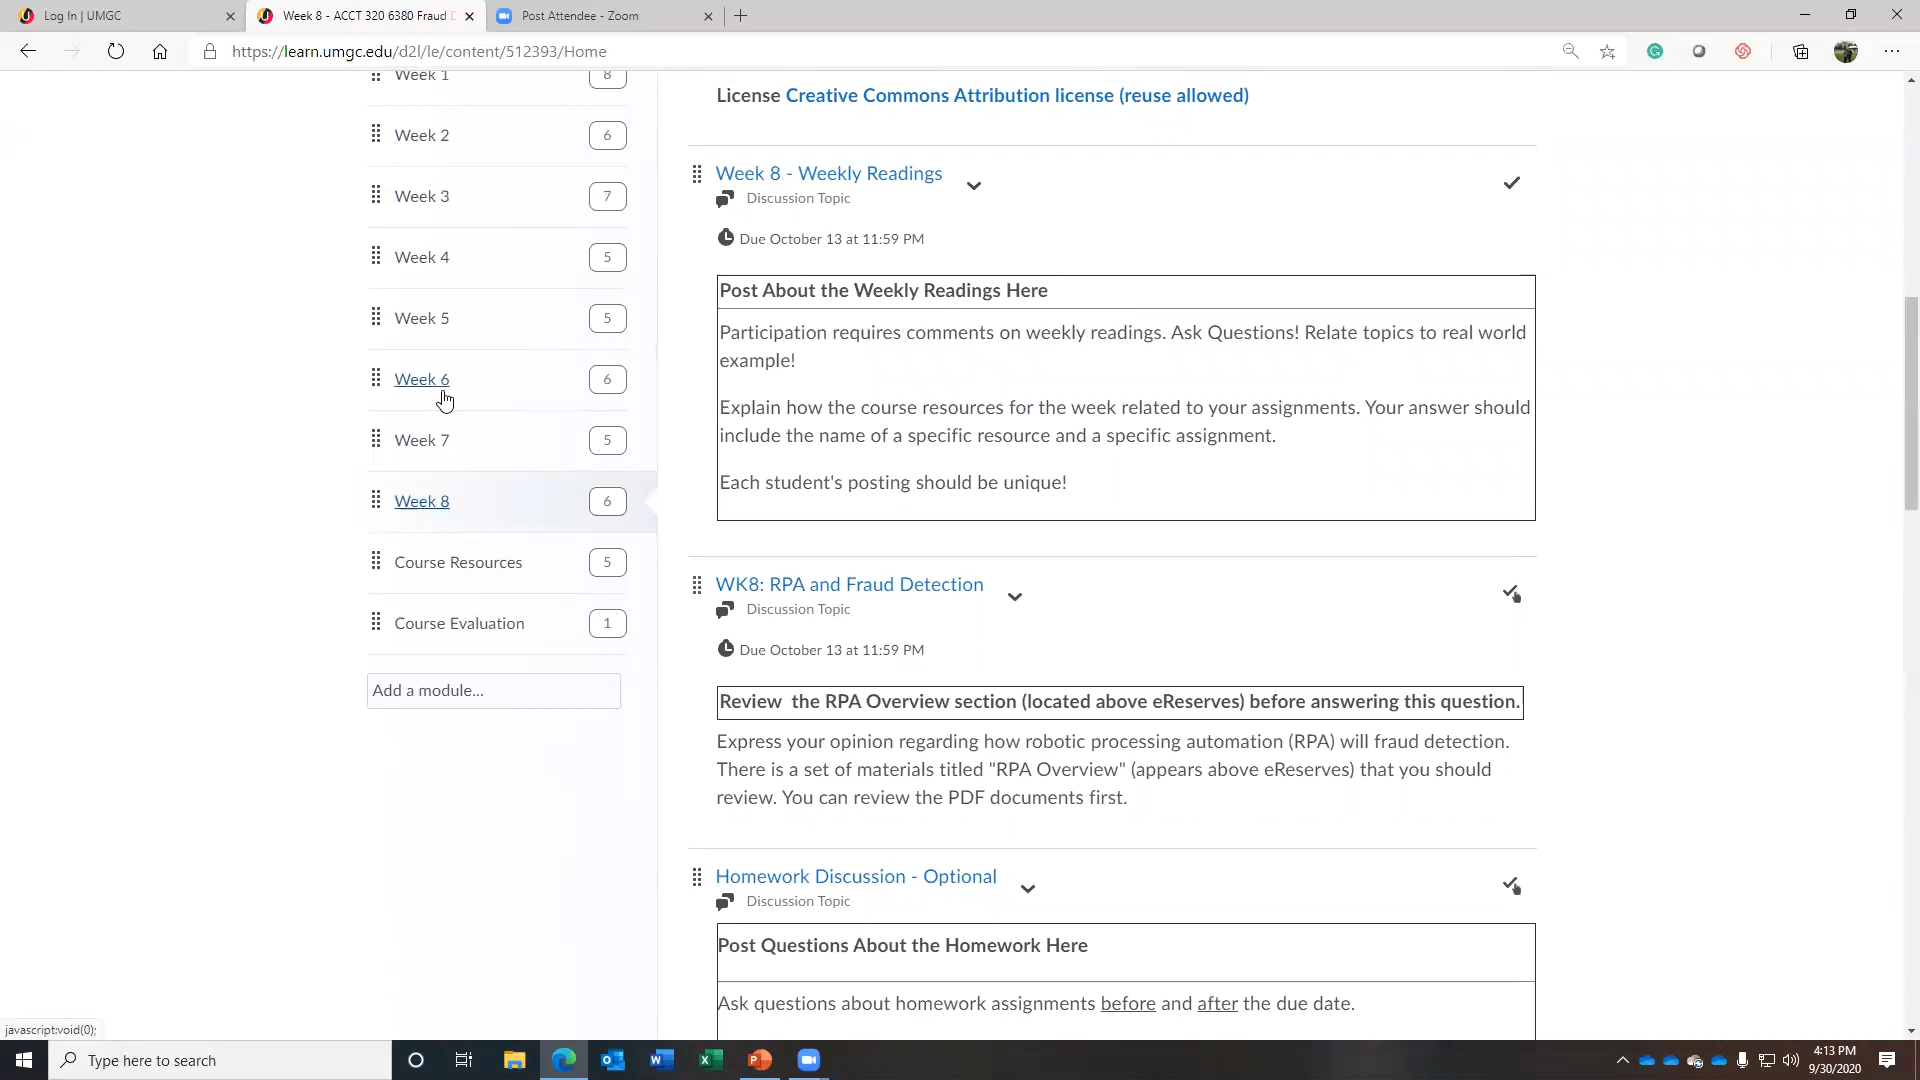 Log In | UMGC
Week 8 - ACCT 320 6380 Fraud D
Post Attendee - Zoom
https://learn.umgc.edu/d2l/le/content/512393/Home
Week 1 8
Week 2 6
Week 3 7
Week 4 5
Week 5 5
Week 6 6
Week 7 5
Week 8 6
Course Resources 5
Course Evaluation 1
Add a module...
License Creative Commons Attribution license (reuse allowed)
Week 8 - Weekly Readings
Discussion Topic
Due October 13 at 11:59 PM
Post About the Weekly Readings Here
Participation requires comments on weekly readings. Ask Questions! Relate topics to real world
example!
Explain how the course resources for the week related to your assignments. Your answer should
include the name of a specific resource and a specific assignment.
Each student's posting should be unique!
WK8: RPA and Fraud Detection
Discussion Topic
Due October 13 at 11:59 PM
Review the RPA Overview section (located above eReserves) before answering this question.
Express your opinion regarding how robotic processing automation (RPA) will fraud detection.
There is a set of materials titled "RPA Overview" (appears above eReserves) that you should
review. You can review the PDF documents first.
Homework Discussion - Optional
Discussion Topic
Post Questions About the Homework Here
Ask questions about homework assignments before and after the due date.
javascript:void(0);
Type here to search
4:13 PM
9/30/2020